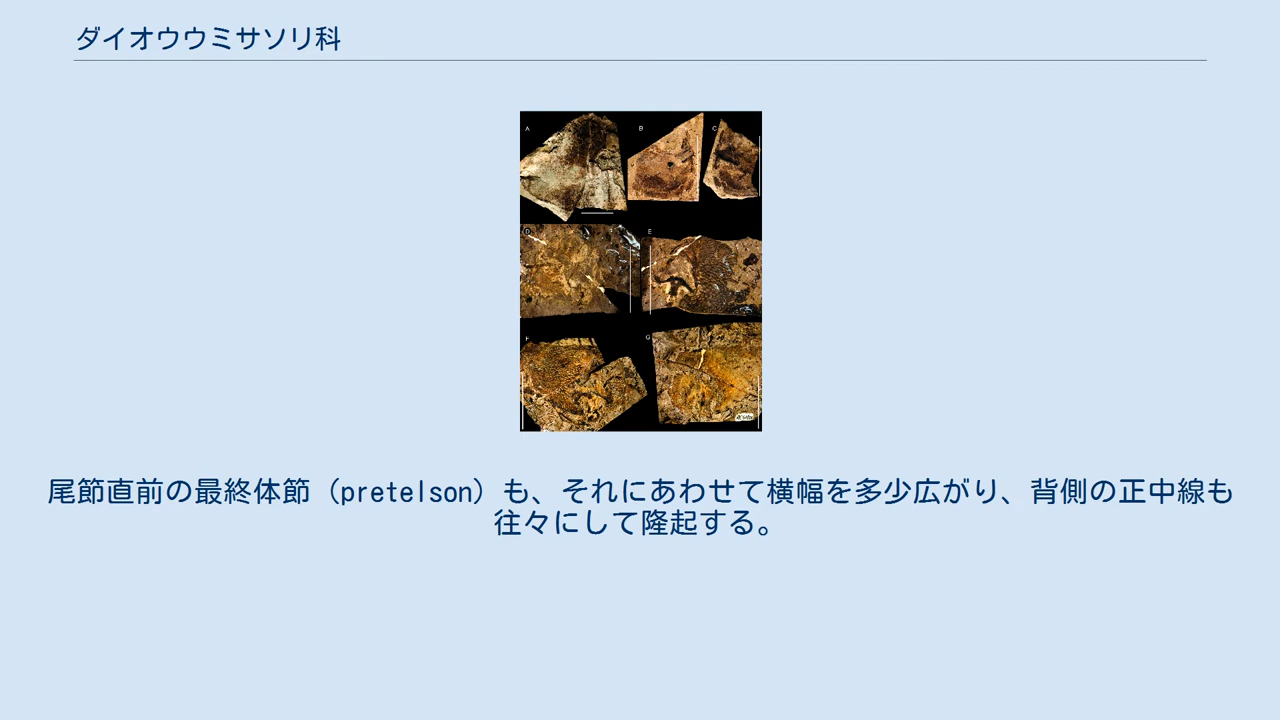 ダイオウウミサソリ科
A
B
C
D
E
F
G
尾節直前の最終体節（pretelson）も、それにあわせて横幅を多少広がり、背側の正中線も
往々にして隆起する。